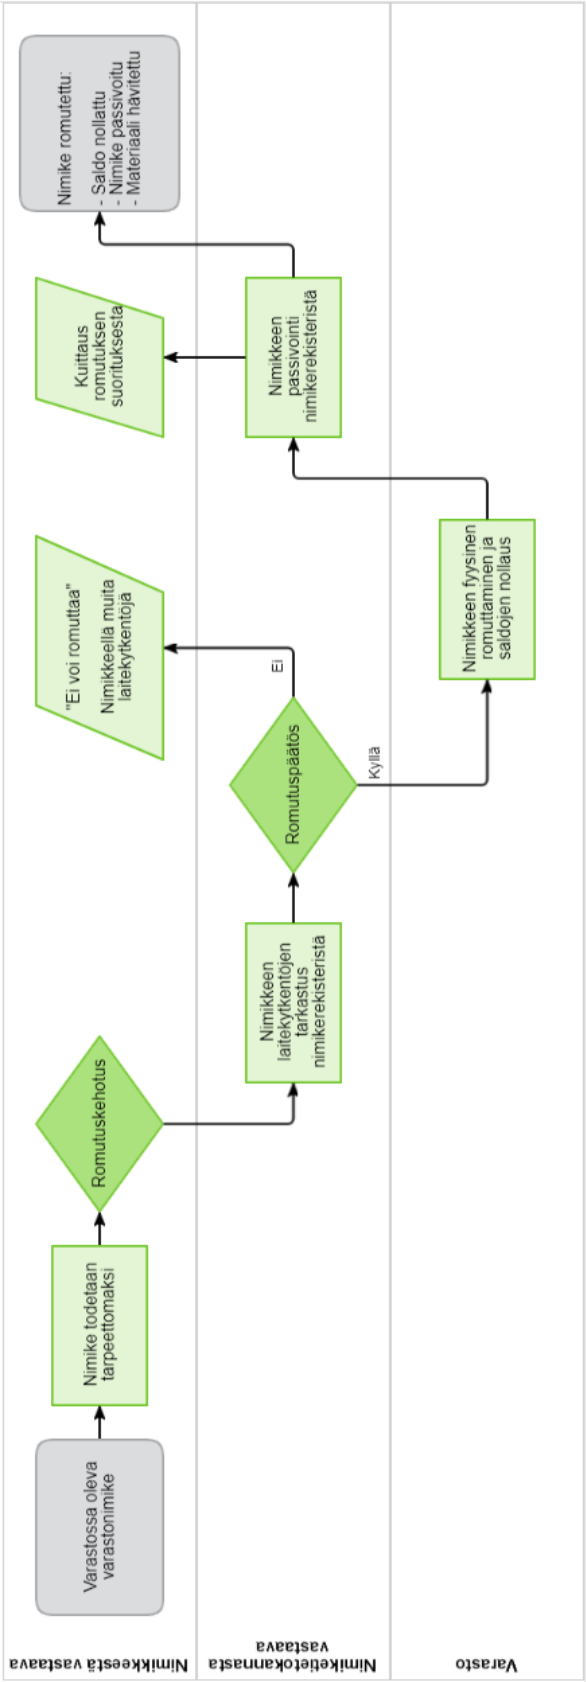 Nimikkeestä vastaava
Varastossa oleva
varastonimike
Nimike todetaan
tarpeettomaksi
Romutuskehotus
"Ei voi romuttaa"
Nimikkeellä muita
laitekytkentöjä
Kuittaus
romutuksen
suorituksesta
Nimike romutettu:
- Saldo nollattu
- Nimike passivoitu
- Materiaali hävitettu
Nimiketietokannasta
vastaava
Nimikkeen
laitekytkentöjen
tarkastus
nimikerekisteristä
Romutuspäätös
Ei
Kyllä
Nimikkeen
passivointi
nimikerekisteristä
Varasto
Nimikkeen fyysinen
romuttaminen ja
saldojen nollaus